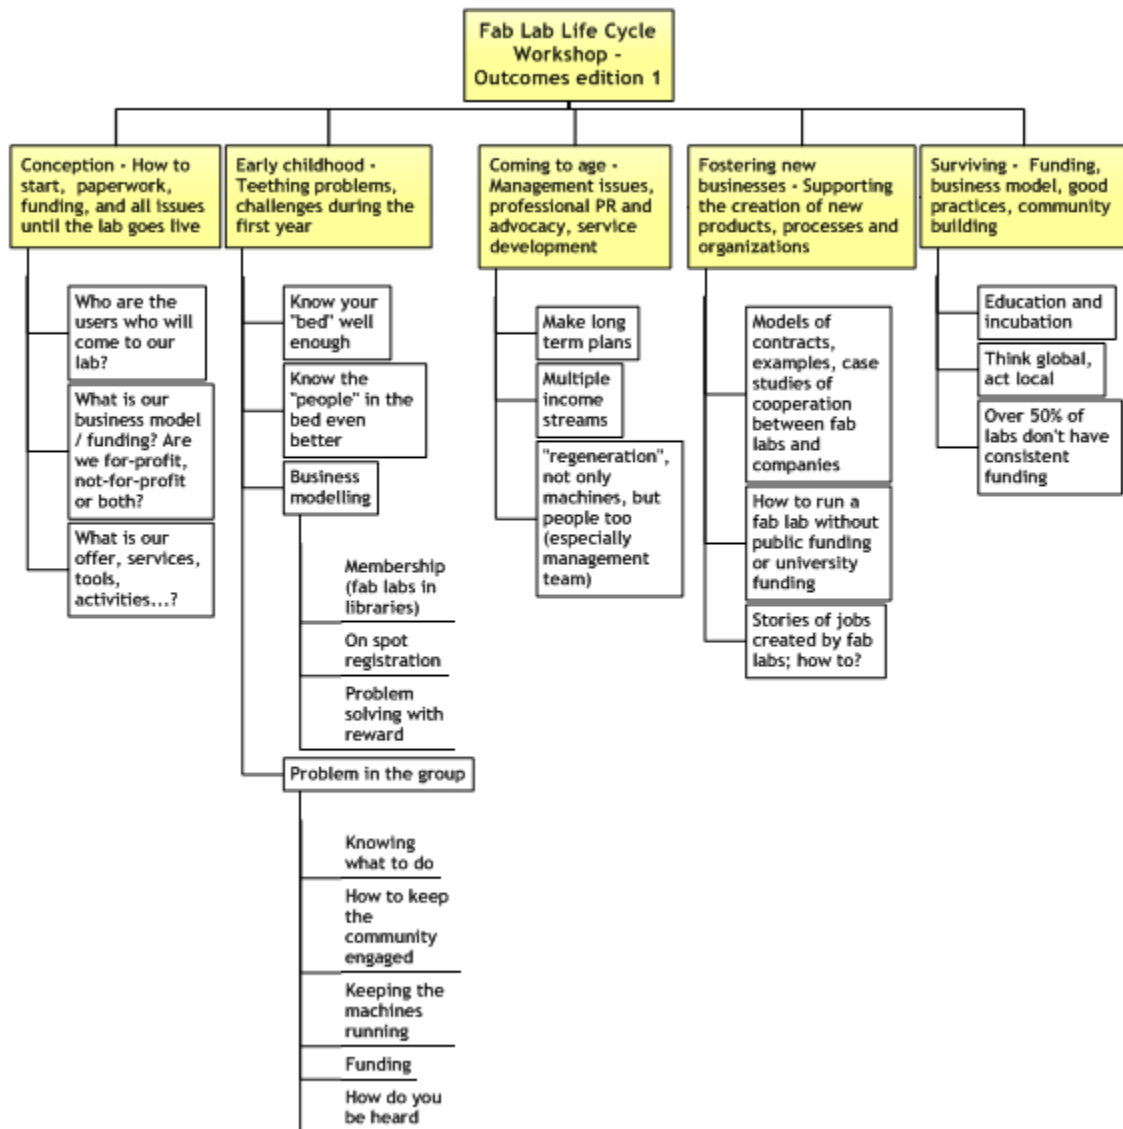 Fab Lab Life Cycle
Workshop -
Outcomes edition 1
Conception - How to
start, paperwork,
funding, and all issues
until the lab goes live
Who are the
users who will
come to our
lab?
What is our
business model
/ funding? Are
we for-profit,
not-for-profit
or both?
What is our
offer, services,
tools,
activities...?
Early childhood -
Teething problems,
challenges during the
first year
Know your
"bed" well
enough
Know the
"people" in the
bed even
better
Business
modelling
Membership
(fab labs in
libraries)
On spot
registration
Problem
solving with
reward
Problem in the group
Knowing
what to do
How to keep
the
community
engaged
Keeping the
machines
running
Funding
How do you
be heard
Coming to age -
Management issues,
professional PR and
advocacy, service
development
Make long
term plans
Multiple
income
streams
"regeneration",
not only
machines, but
people too
(especially
management
team)
Fostering new
businesses - Supporting
the creation of new
products, processes and
organizations
Models of
contracts,
examples, case
studies of
cooperation
between fab
labs and
companies
How to run a
fab lab without
public funding
or university
funding
Stories of jobs
created by fab
labs; how to?
Surviving - Funding,
business model, good
practices, community
building
Education and
incubation
Think global,
act local
Over 50% of
labs don't have
consistent
funding